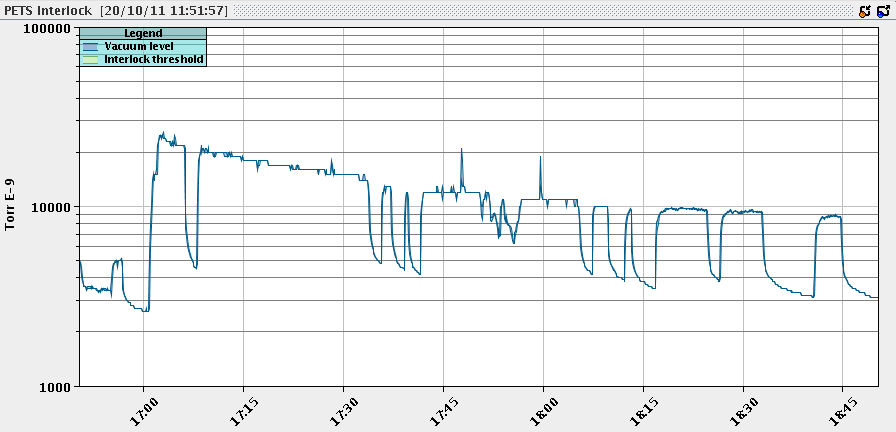 PETS Interlock [20/10/11 11:51:57]
100000
Legend
Vacuum level
Interlock threshold
Torr E-9
10000
1000
17:00 17:15 17:30 17:45 18:00 18:15 18:30 18:45